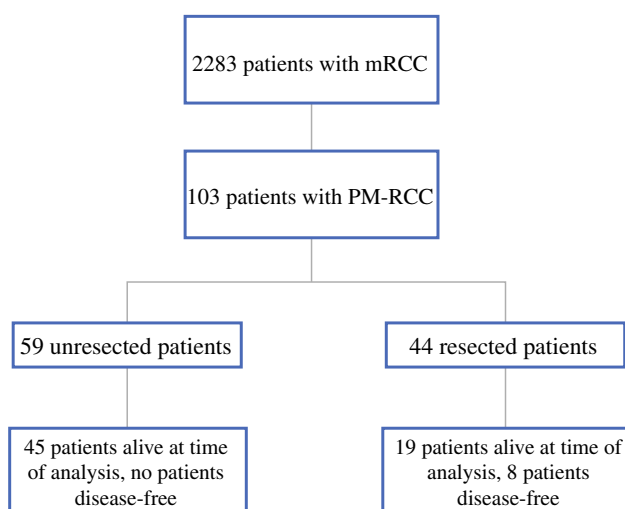 2283 patients with mRCC
103 patients with PM-RCC
59 unresected patients
44 resected patients
45 patients alive at time
of analysis, no patients
disease-free
19 patients alive at time of
analysis, 8 patients
disease-free